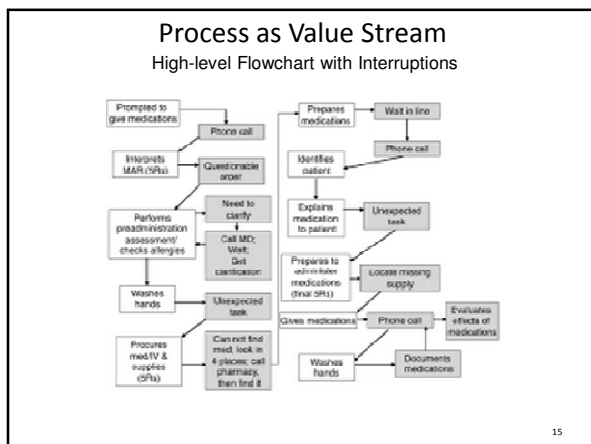 Process as Value Stream
High-level Flowchart with Interruptions
Prompted to
give medications
Phone call
Interprets
MAR (5Rs)
Questionable
order
Performs
preadministration
assessment/
checks allergies
Need to
clarify
Call MD;
Wait;
Get
clarification
Washes
hands
Unexpected
task
Procures
med/IV &
supplies
(5Rs)
Can not find
med; look in
4 places; call
pharmacy,
then find it
Prepares
medications
Wait in line
Phone call
Identifies
patient
Explains
medication
to patient
Unexpected
task
Prepares to
administer
medications
(final 5Rs)
Locate missing
supply
Gives medications
Phone call
Evaluates
effects of
medications
Washes
hands
Documents
medications
15